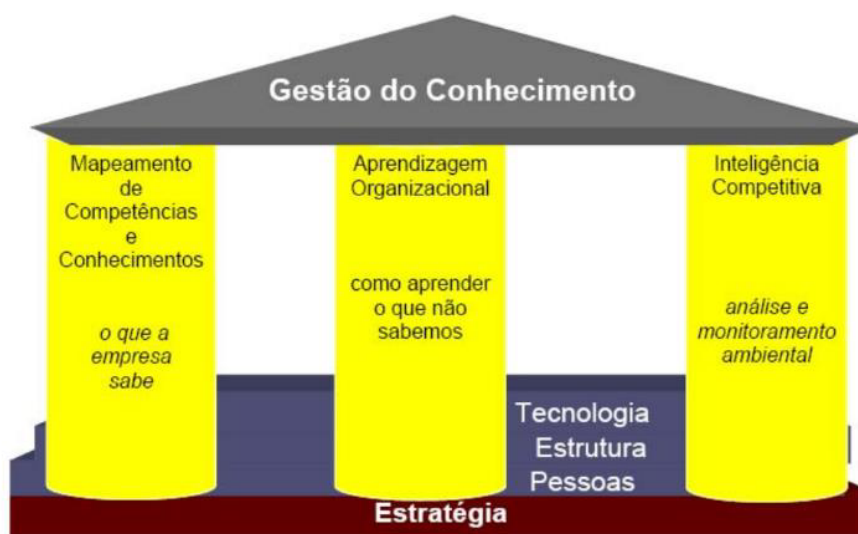 Gestão do Conhecimento
Mapeamento
de
Competências
e
Conhecimentos
o que a
empresa
sabe
Aprendizagem
Organizacional
como aprender
o que não
sabemos
Inteligência
Competitiva
análise e
monitoramento
ambiental
Tecnologia
Estrutura
Pessoas
Estratégia